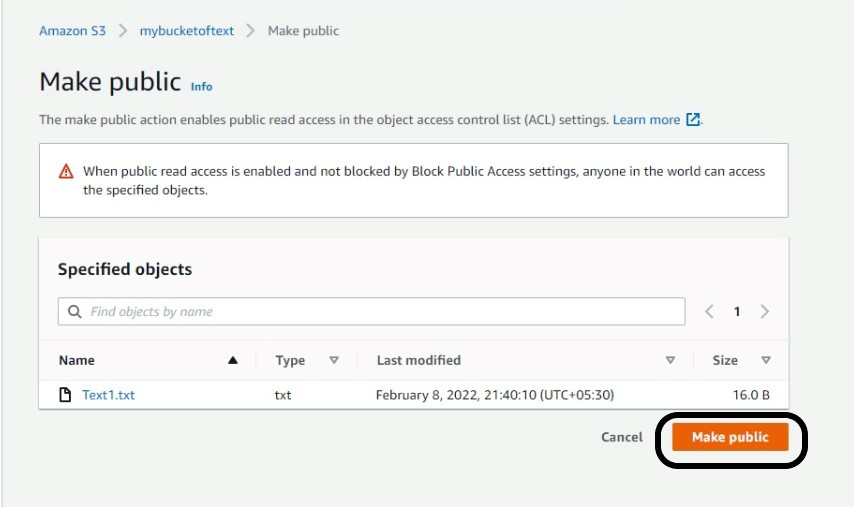 Amazon S3 > mybucketoftext > Make public
Make public Info
The make public action enables public read access in the object access control list (ACL) settings. Learn more.
When public read access is enabled and not blocked by Block Public Access settings, anyone in the world can access
the specified objects.
Specified objects
Find objects by name
< 1 >
Name Type Last modified Size
Text1.txt txt February 8, 2022, 21:40:10 (UTC+05:30) 16.0 B
Cancel Make public